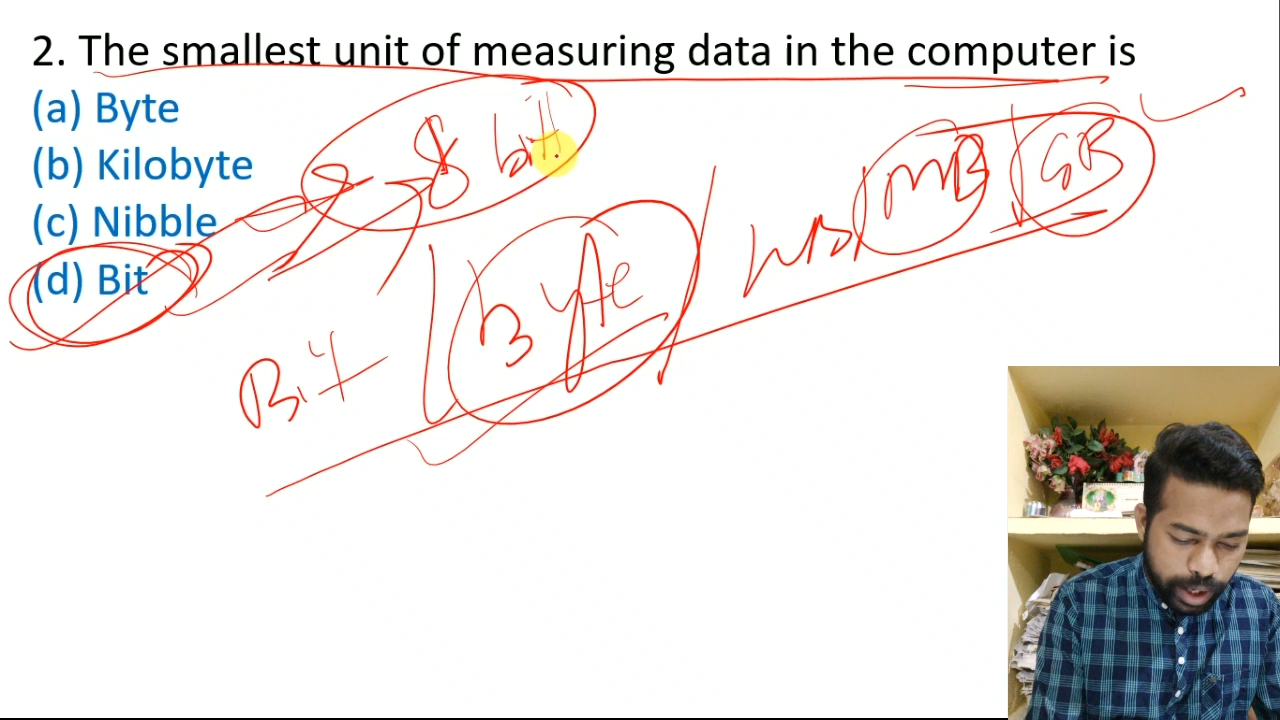 2. The smallest unit of measuring data in the computer is
(a) Byte
(b) Kilobyte
(c) Nibble
(d) Bit
8 bit
Bit Byte MB GB